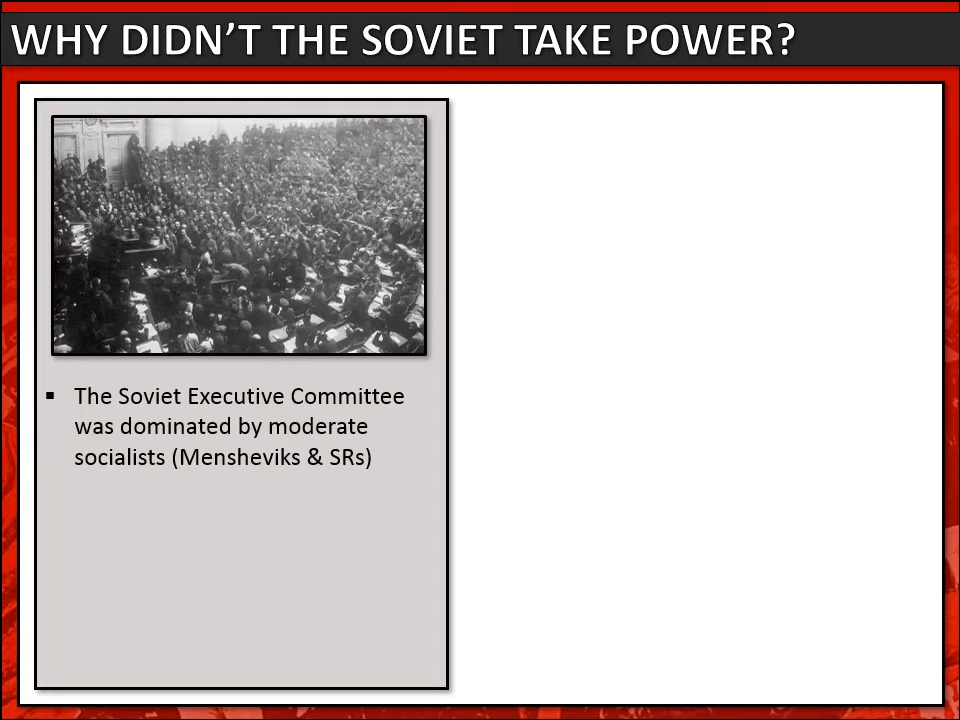 WHY DIDN’T THE SOVIET TAKE POWER?
▪ The Soviet Executive Committee
was dominated by moderate
socialists (Mensheviks & SRs)